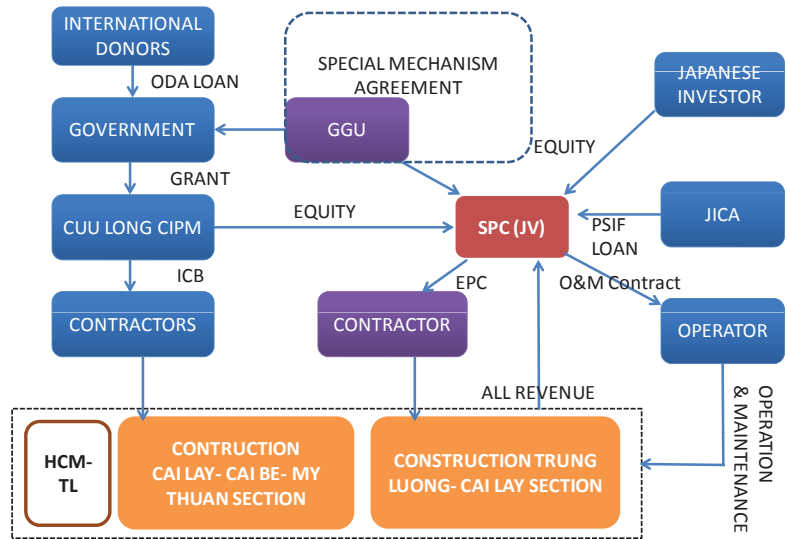 INTERNATIONAL
DONORS
ODA LOAN
SPECIAL MECHANISM
AGREEMENT
JAPANESE
INVESTOR
GOVERNMENT
GGU
EQUITY
GRANT
CUU LONG CIPM
EQUITY
SPC (JV)
PSIF
LOAN
JICA
ICB
EPC
O&M Contract
CONTRACTORS
CONTRACTOR
OPERATOR
ALL REVENUE
OPERATION
& MAINTENANCE
HCM-
TL
CONTRUCTION
CAI LAY- CAI BE- MY
THUAN SECTION
CONSTRUCTION TRUNG
LUONG- CAI LAY SECTION